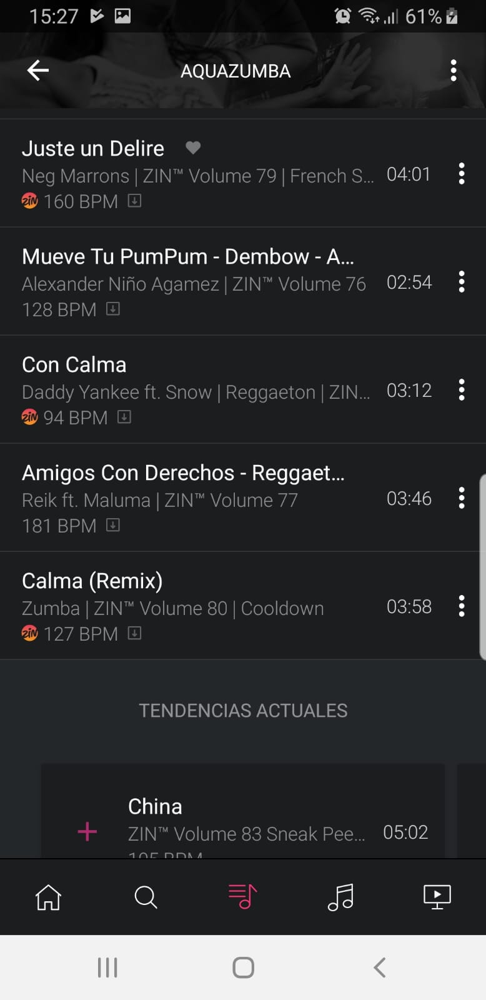 15:27 61%
AQUAZUMBA
Juste un Delire
Neg Marrons | ZIN™ Volume 79 | French S... 04:01
ZIN 160 BPM
Mueve Tu PumPum - Dembow - A...
Alexander Niño Agamez | ZIN™ Volume 76 02:54
128 BPM
Con Calma
Daddy Yankee ft. Snow | Reggaeton | ZIN... 03:12
ZIN 94 BPM
Amigos Con Derechos - Reggaet...
Reik ft. Maluma | ZIN™ Volume 77 03:46
181 BPM
Calma (Remix)
Zumba | ZIN™ Volume 80 | Cooldown 03:58
ZIN 127 BPM
TENDENCIAS ACTUALES
China
ZIN™ Volume 83 Sneak Pee... 05:02
105 BPM